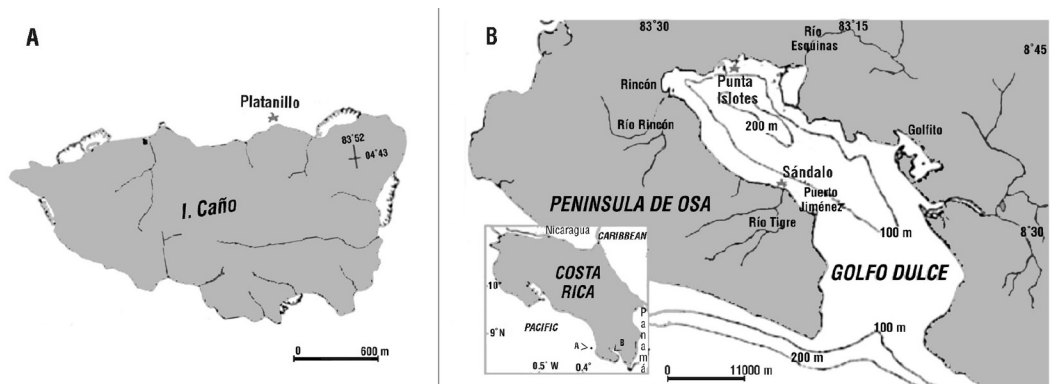 A
Platanillo
83°52
04°43
I. Caño
0 600 m
B
83°30
83°15
Río
Esquinas
8°45
Rincón
Punta
Islotes
Río Rincón
200 m
Golfito
Sándalo
PENINSULA DE OSA
Puerto
Jiménez
Río Tigre
100 m
8°30
GOLFO DULCE
Nicaragua
CARIBBEAN
COSTA
RICA
10°
PACIFIC
9°N
A
B
Panamá
0.5° W 0.4°
100 m
200 m
0 11000 m